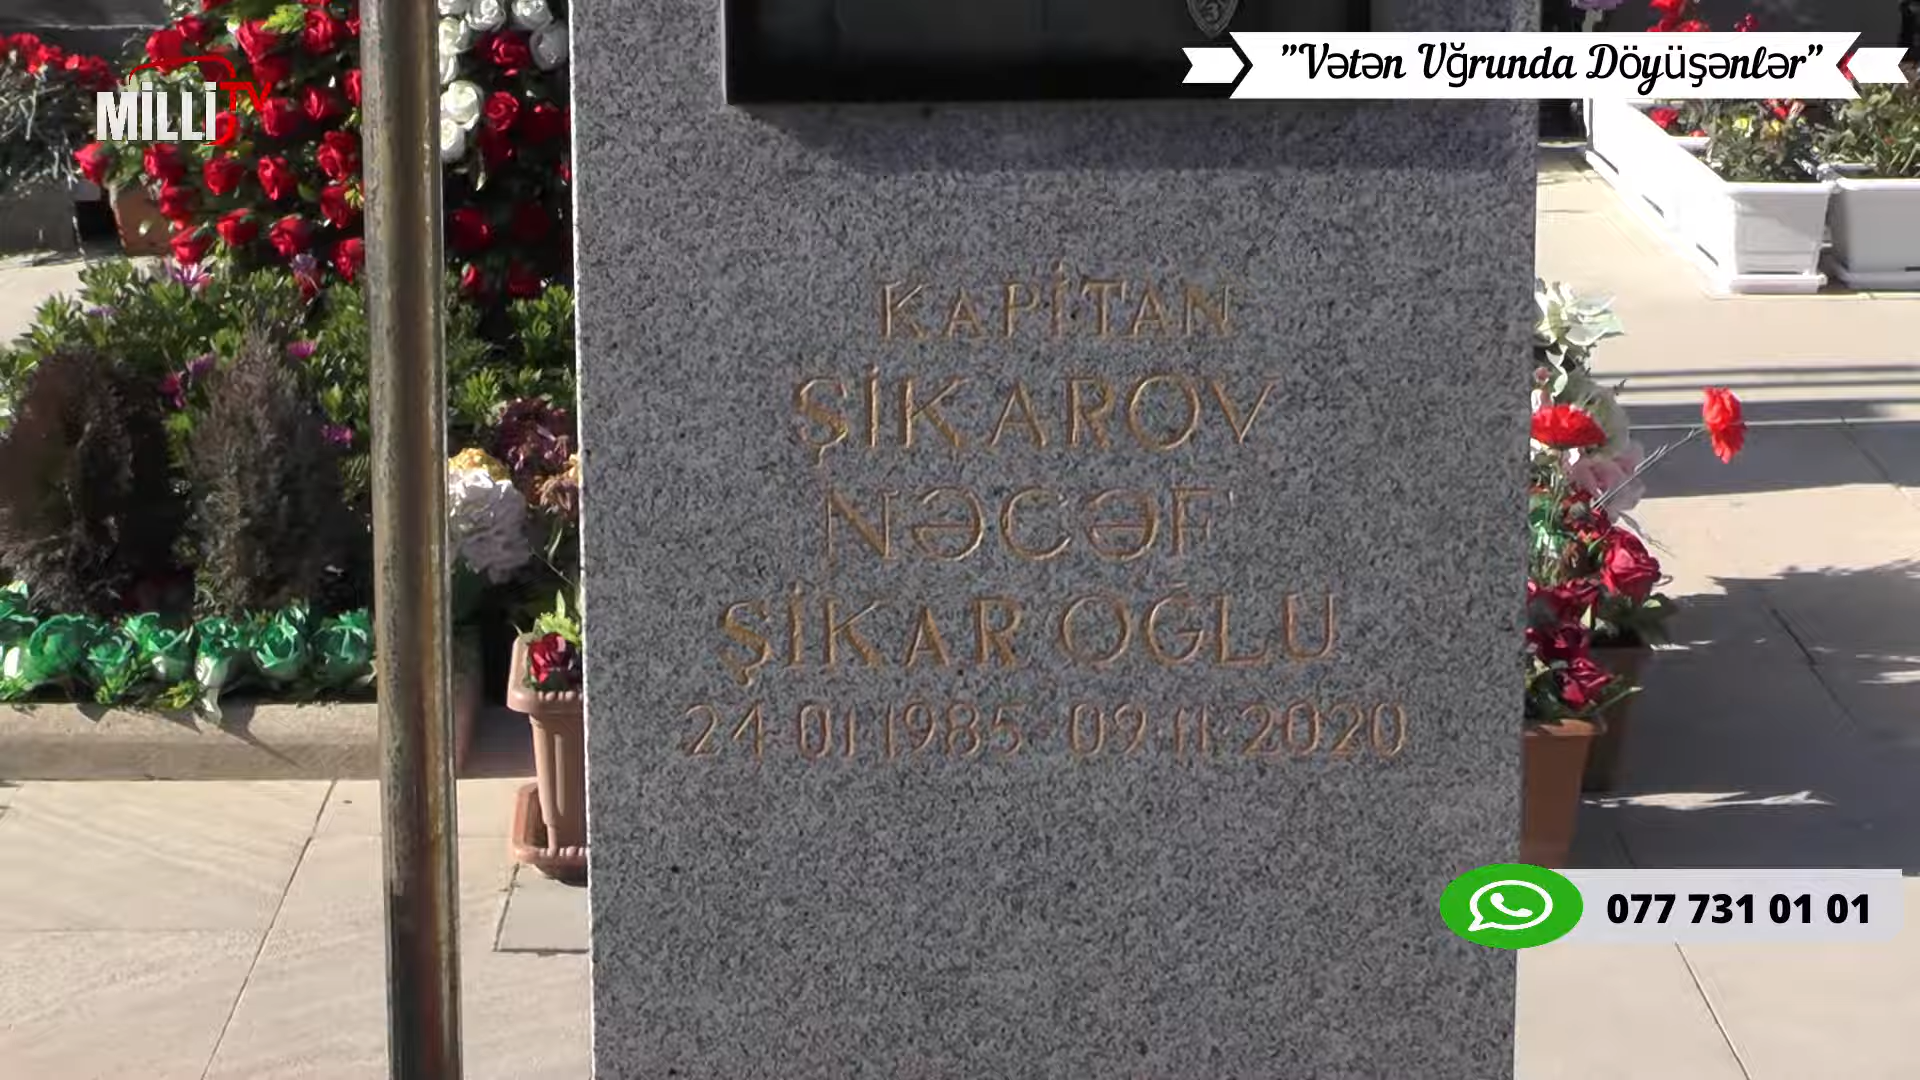 MİLLİ TV
"Vətən Uğrunda Döyüşənlər"
KAPİTAN
ŞİKAROV
NƏCƏF
ŞİKAR OĞLU
24·01·1985-09·11·2020
077 731 01 01